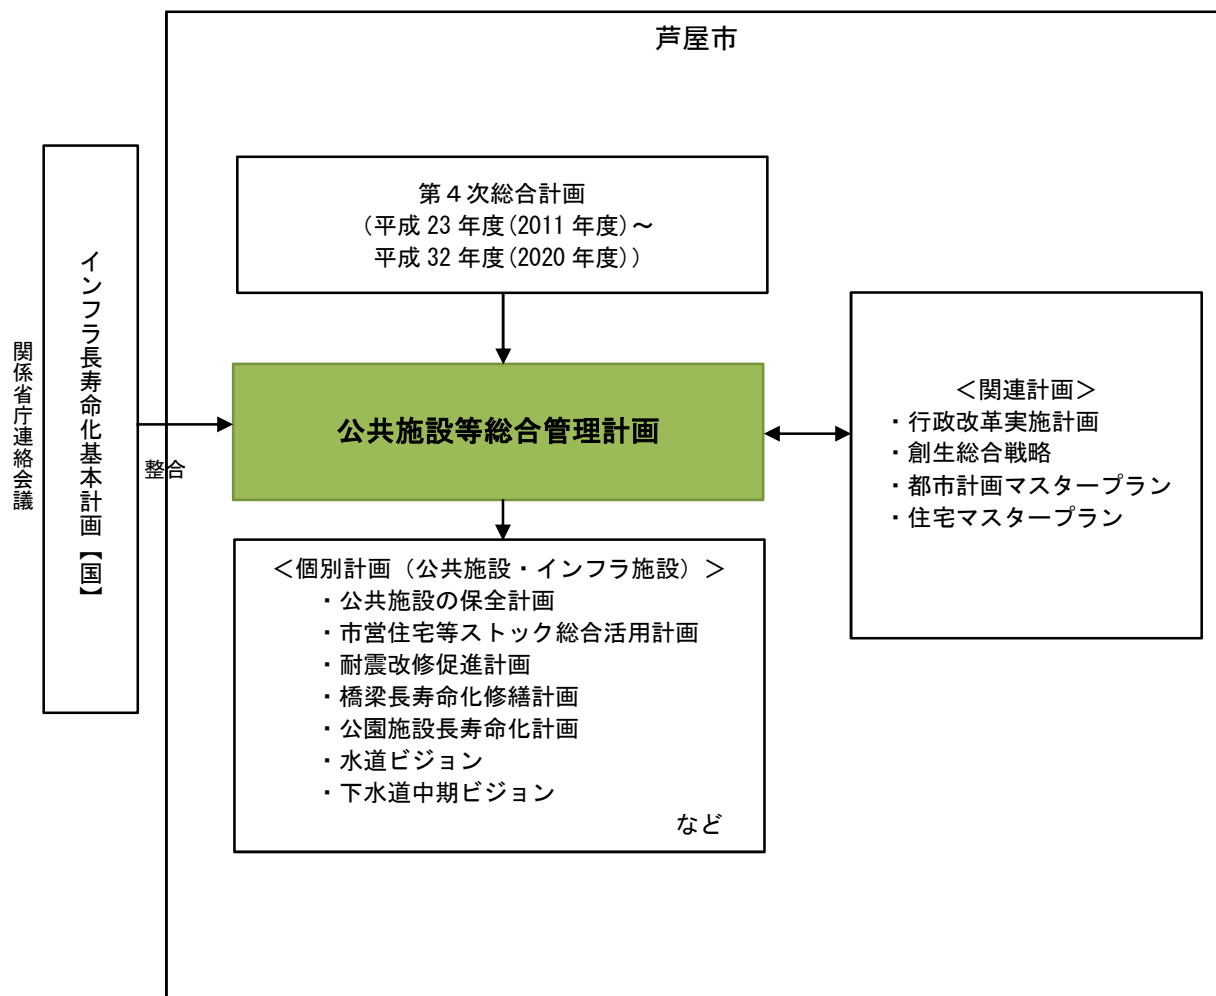 芦屋市
関係省庁連絡会議
インフラ長寿命化基本計画【国】
整合
第４次総合計画
（平成 23 年度(2011 年度)～
平成 32 年度(2020 年度)）
公共施設等総合管理計画
＜関連計画＞
・行政改革実施計画
・創生総合戦略
・都市計画マスタープラン
・住宅マスタープラン
＜個別計画（公共施設・インフラ施設）＞
・公共施設の保全計画
・市営住宅等ストック総合活用計画
・耐震改修促進計画
・橋梁長寿命化修繕計画
・公園施設長寿命化計画
・水道ビジョン
・下水道中期ビジョン
など